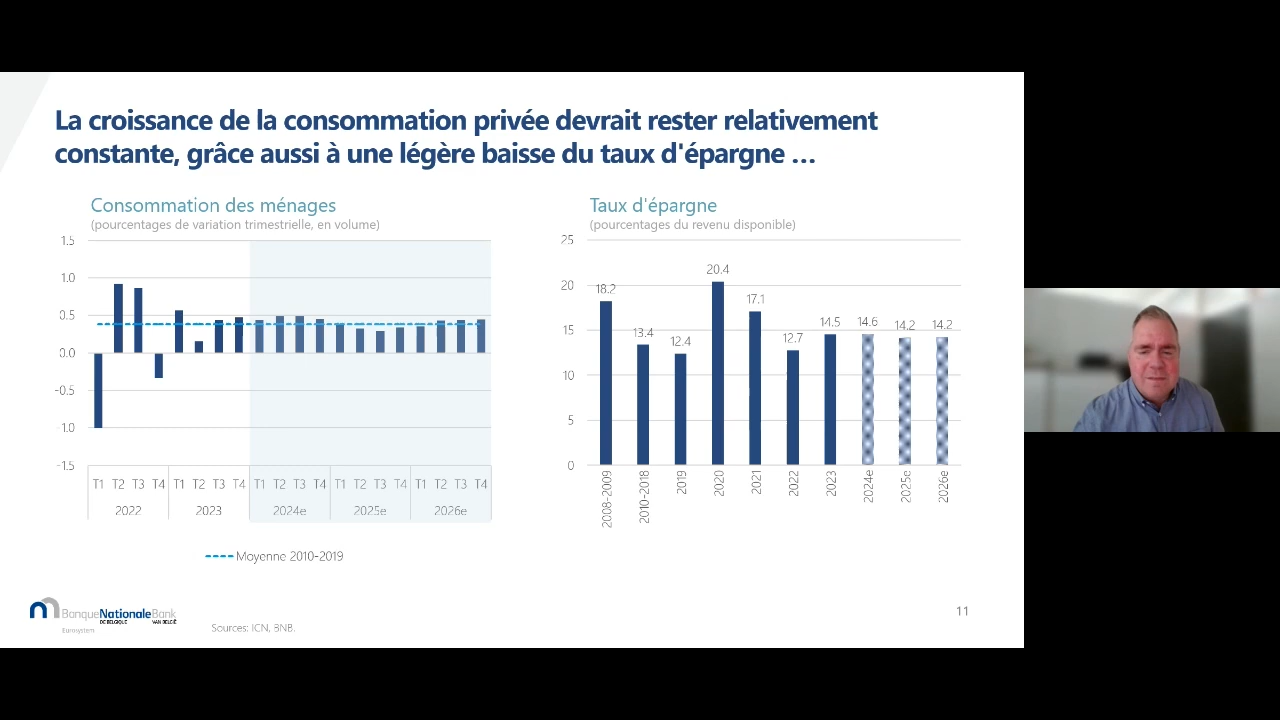 La croissance de la consommation privée devrait rester relativement
constante, grâce aussi à une légère baisse du taux d'épargne ...
Consommation des ménages
(pourcentages de variation trimestrielle, en volume)
1.5
1.0
0.5
0.0
-0.5
-1.0
-1.5
T1 T2 T3 T4 T1 T2 T3 T4 T1 T2 T3 T4 T1 T2 T3 T4 T1 T2 T3 T4
2022 2023 2024e 2025e 2026e
Moyenne 2010-2019
Taux d'épargne
(pourcentages du revenu disponible)
25
20
15
10
5
0
18.2 13.4 12.4 20.4 17.1 12.7 14.5 14.6 14.2 14.2
2008-2009 2010-2018 2019 2020 2021 2022 2023 2024e 2025e 2026e
BanqueNationaleBank
DE BELGIQUE VAN BELGIË
Eurosystem
Sources: ICN, BNB.
11